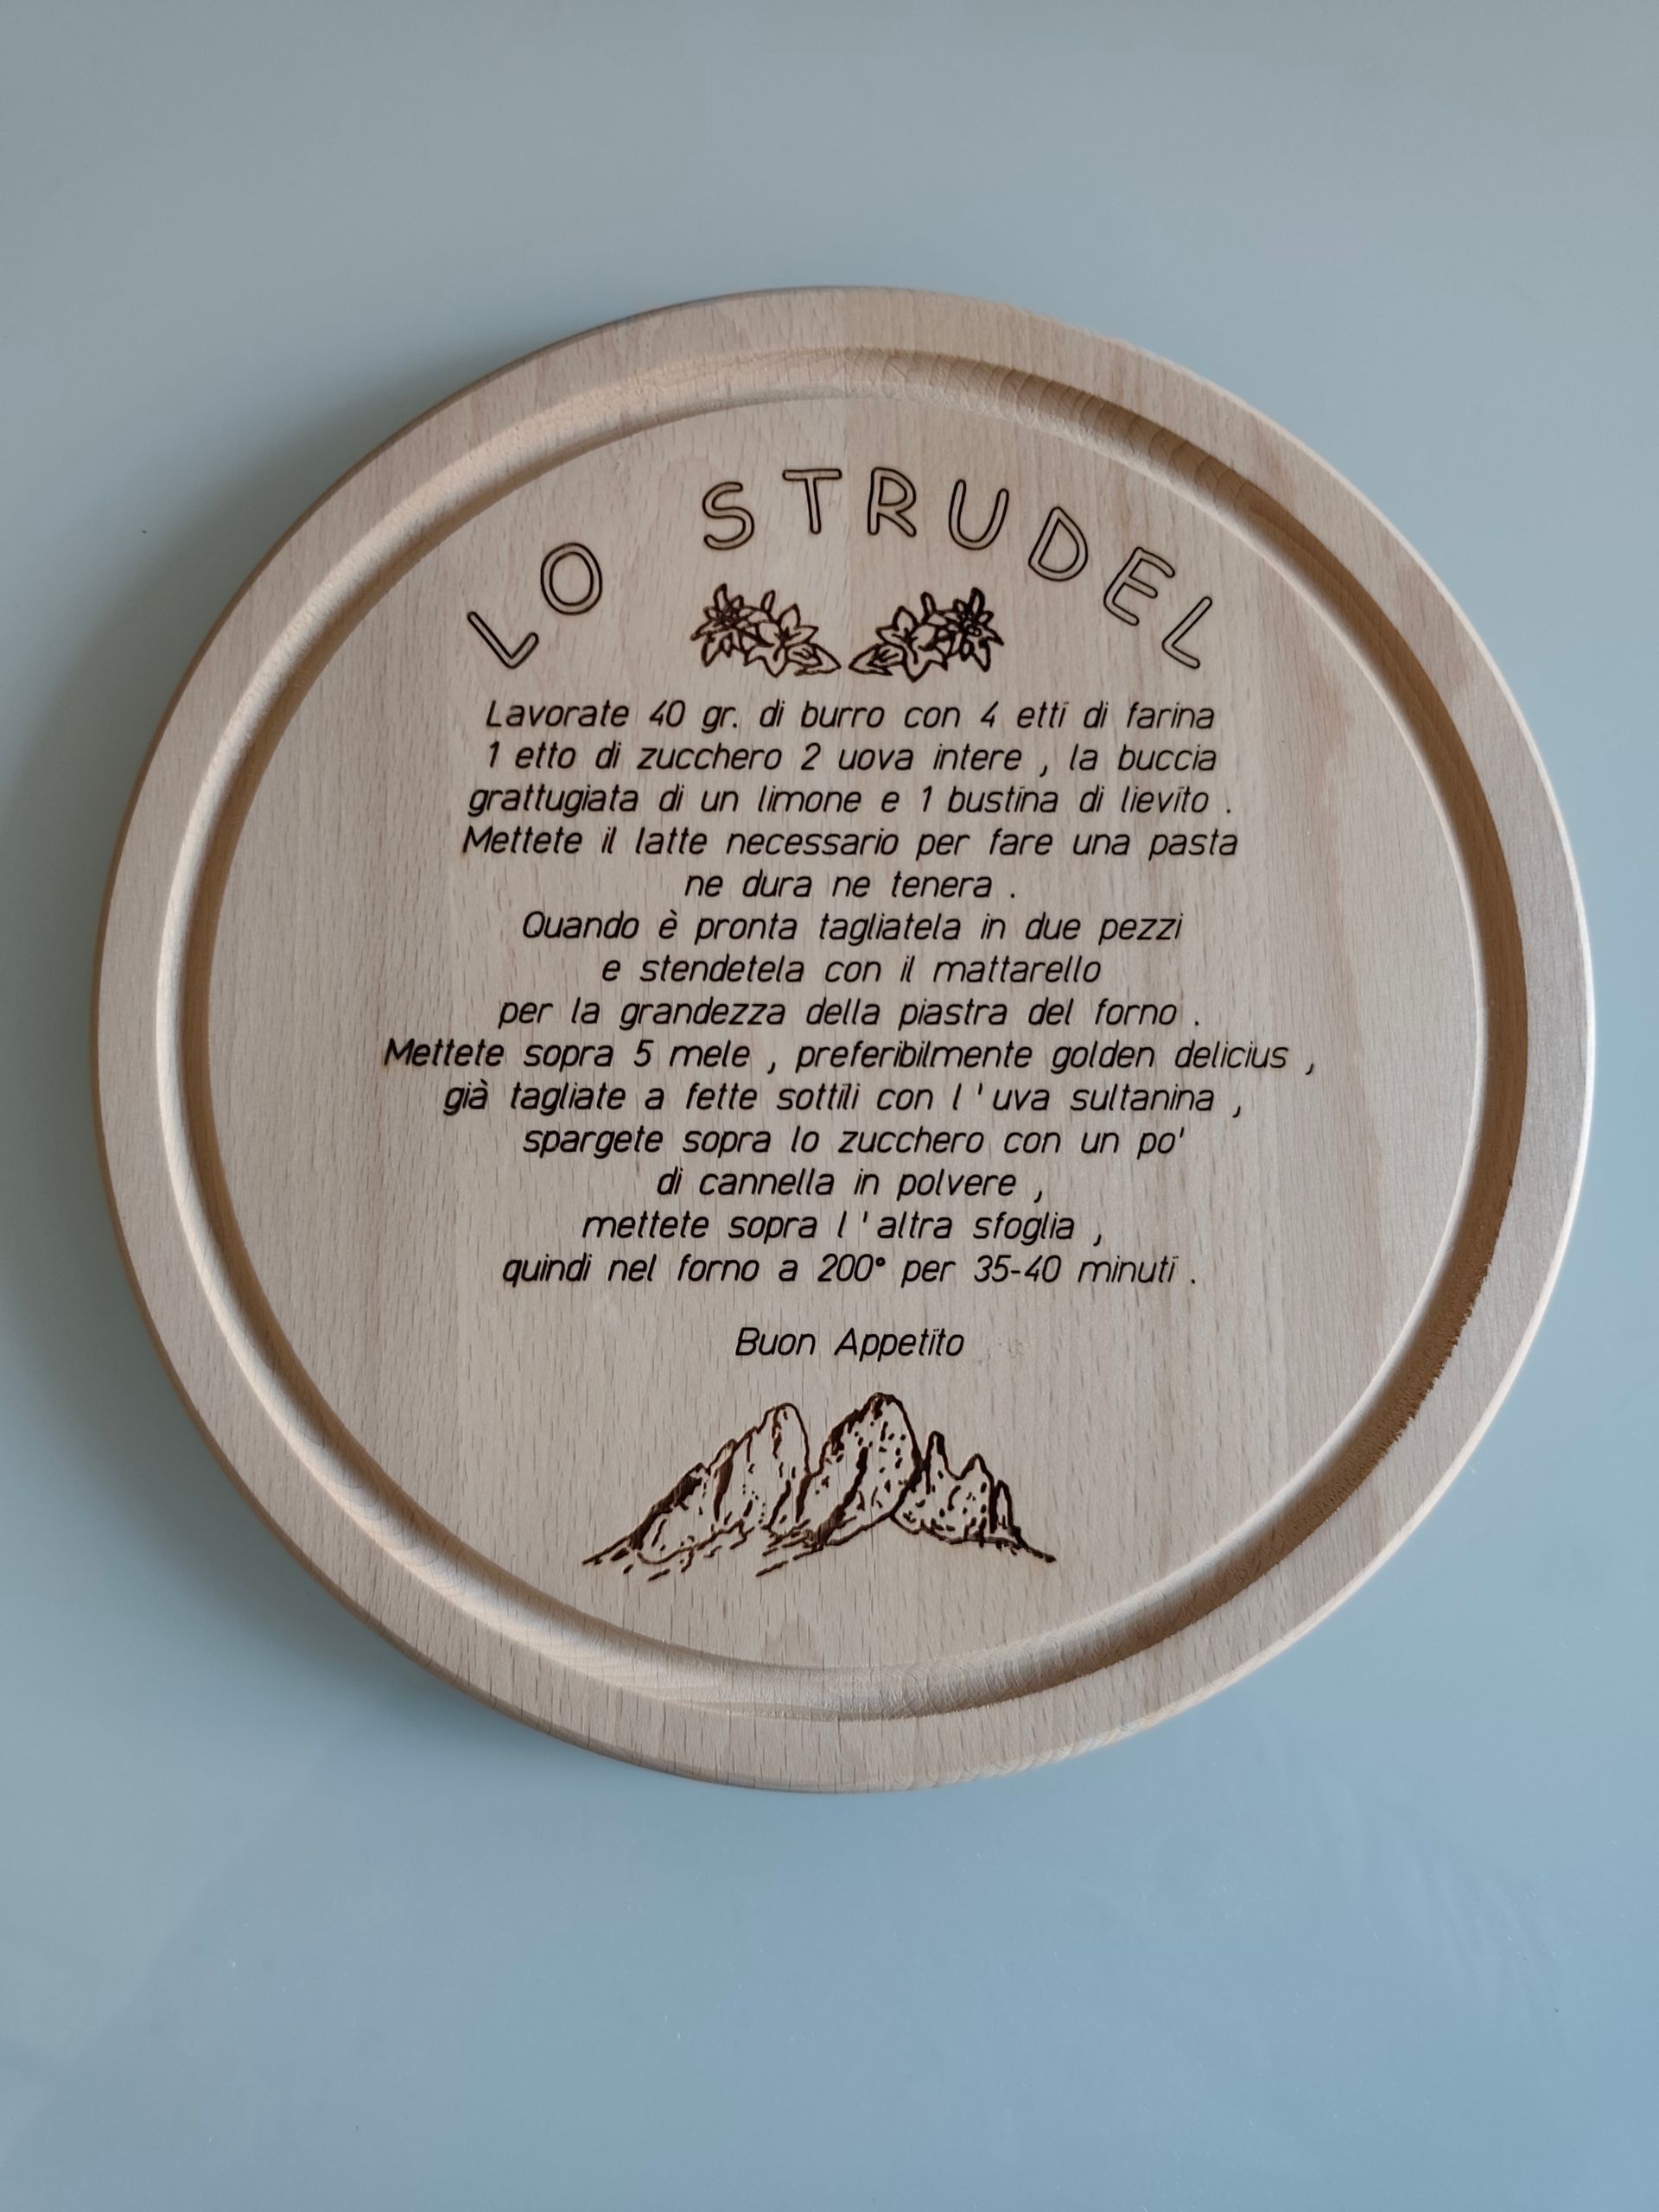 LO STRUDEL
Lavorate 40 gr. di burro con 4 etti di farina
1 etto di zucchero 2 uova intere , la buccia
grattugiata di un limone e 1 bustina di lievito .
Mettete il latte necessario per fare una pasta
ne dura ne tenera .
Quando è pronta tagliatela in due pezzi
e stendetela con il mattarello
per la grandezza della piastra del forno .
Mettete sopra 5 mele , preferibilmente golden delicius ,
già tagliate a fette sottili con l ' uva sultanina ,
spargete sopra lo zucchero con un po'
di cannella in polvere ,
mettete sopra l ' altra sfoglia ,
quindi nel forno a 200° per 35-40 minuti .
Buon Appetito